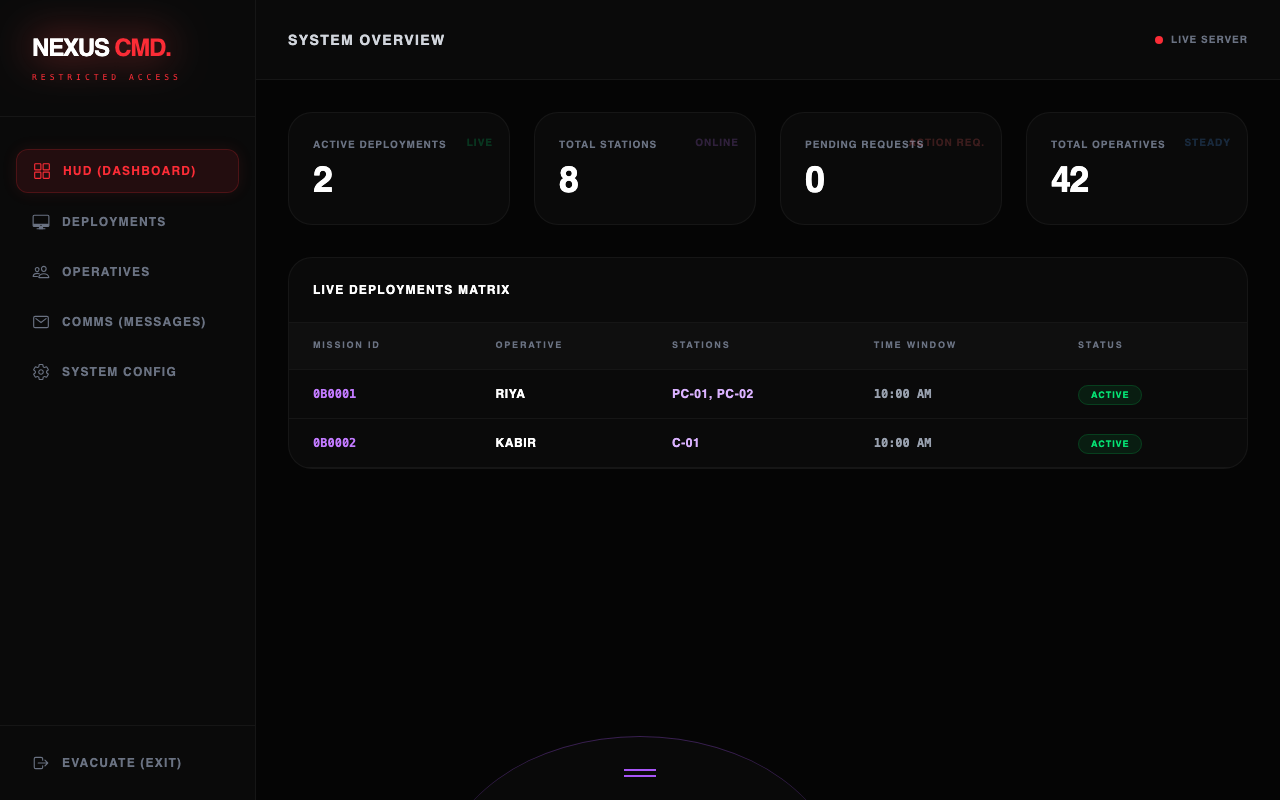 NEXUS CMD.
RESTRICTED ACCESS
HUD (DASHBOARD)
DEPLOYMENTS
OPERATIVES
COMMS (MESSAGES)
SYSTEM CONFIG
EVACUATE (EXIT)
SYSTEM OVERVIEW
LIVE SERVER
ACTIVE DEPLOYMENTS LIVE
2
TOTAL STATIONS ONLINE
8
PENDING REQUESTS ACTION REQ.
0
TOTAL OPERATIVES STEADY
42
LIVE DEPLOYMENTS MATRIX
MISSION ID OPERATIVE STATIONS TIME WINDOW STATUS
0B0001 RIYA PC-01, PC-02 10:00 AM ACTIVE
0B0002 KABIR C-01 10:00 AM ACTIVE